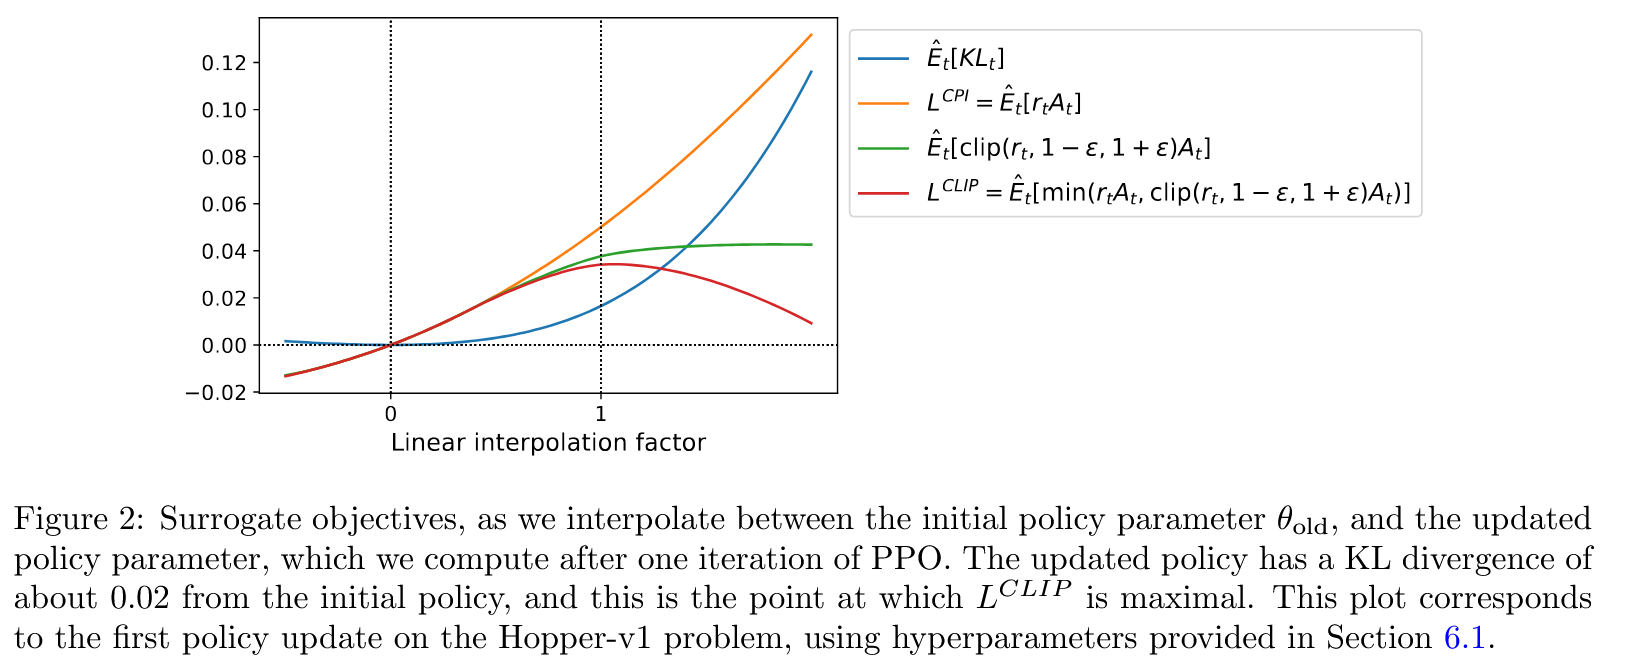 0.12
0.10
0.08
0.06
0.04
0.02
0.00
−0.02
0
1
Linear interpolation factor
Ê_t[KL_t]
L^{CPI} = Ê_t[r_tA_t]
Ê_t[clip(r_t, 1 − ε, 1 + ε)A_t]
L^{CLIP} = Ê_t[min(r_tA_t, clip(r_t, 1 − ε, 1 + ε)A_t)]
Figure 2: Surrogate objectives, as we interpolate between the initial policy parameter θ_old, and the updated
policy parameter, which we compute after one iteration of PPO. The updated policy has a KL divergence of
about 0.02 from the initial policy, and this is the point at which L^{CLIP} is maximal. This plot corresponds
to the first policy update on the Hopper-v1 problem, using hyperparameters provided in Section 6.1.